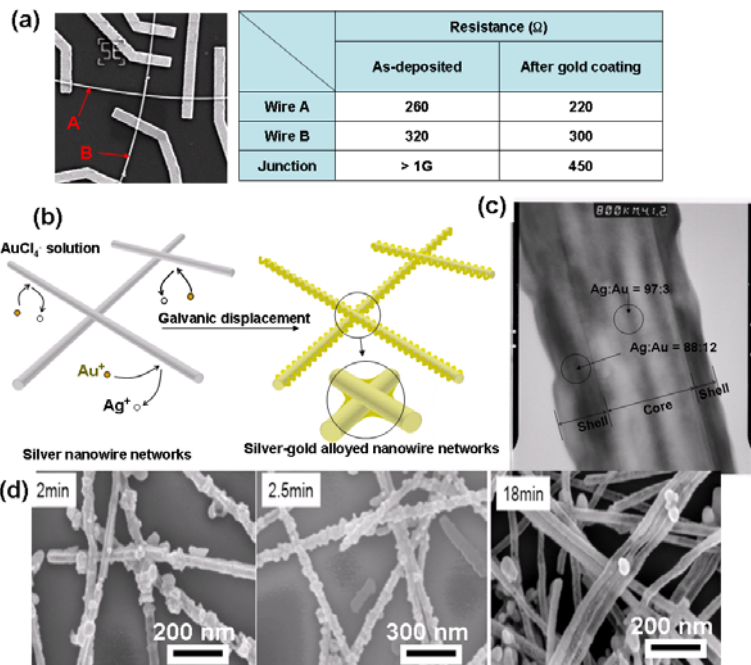 (a)
SE
A
B
Resistance (Ω)
As-deposited After gold coating
Wire A 260 220
Wire B 320 300
Junction > 1G 450
(b)
AuCl₄⁻ solution
Galvanic displacement
Au⁺
Ag⁺
Silver nanowire networks
Silver-gold alloyed nanowire networks
(c)
Ag:Au = 97:3
Ag:Au = 88:12
Shell
Core
Shell
(d)
2min
200 nm
2.5min
300 nm
18min
200 nm